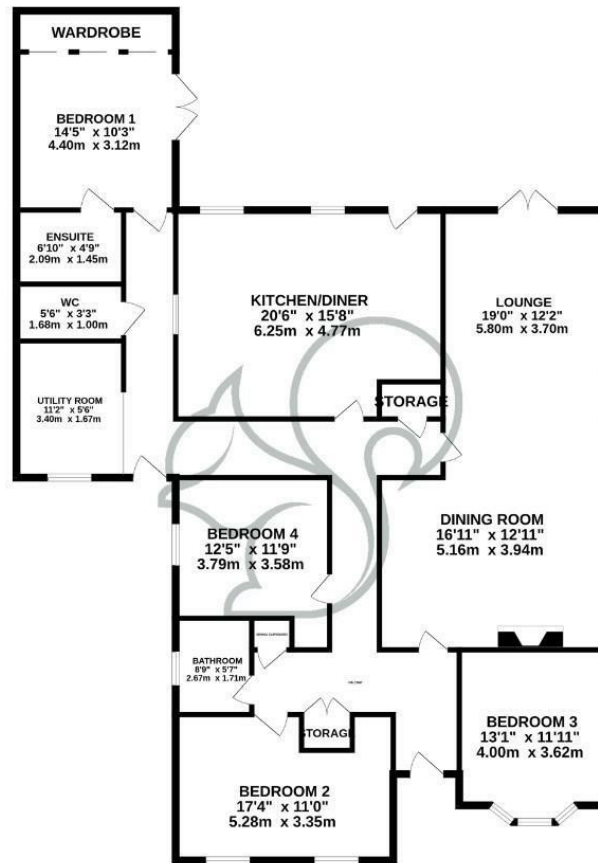 WARDROBE
BEDROOM 1
14'5" x 10'3"
4.40m x 3.12m
ENSUITE
6'10" x 4'9"
2.09m x 1.45m
WC
5'6" x 3'3"
1.68m x 1.00m
UTILITY ROOM
11'2" x 5'6"
3.40m x 1.67m
KITCHEN/DINER
20'6" x 15'8"
6.25m x 4.77m
LOUNGE
19'0" x 12'2"
5.80m x 3.70m
STORAGE
DINING ROOM
16'11" x 12'11"
5.16m x 3.94m
BEDROOM 4
12'5" x 11'9"
3.79m x 3.58m
BATHROOM
8'9" x 5'7"
2.67m x 1.71m
STORAGE
BEDROOM 3
13'1" x 11'11"
4.00m x 3.62m
BEDROOM 2
17'4" x 11'0"
5.28m x 3.35m